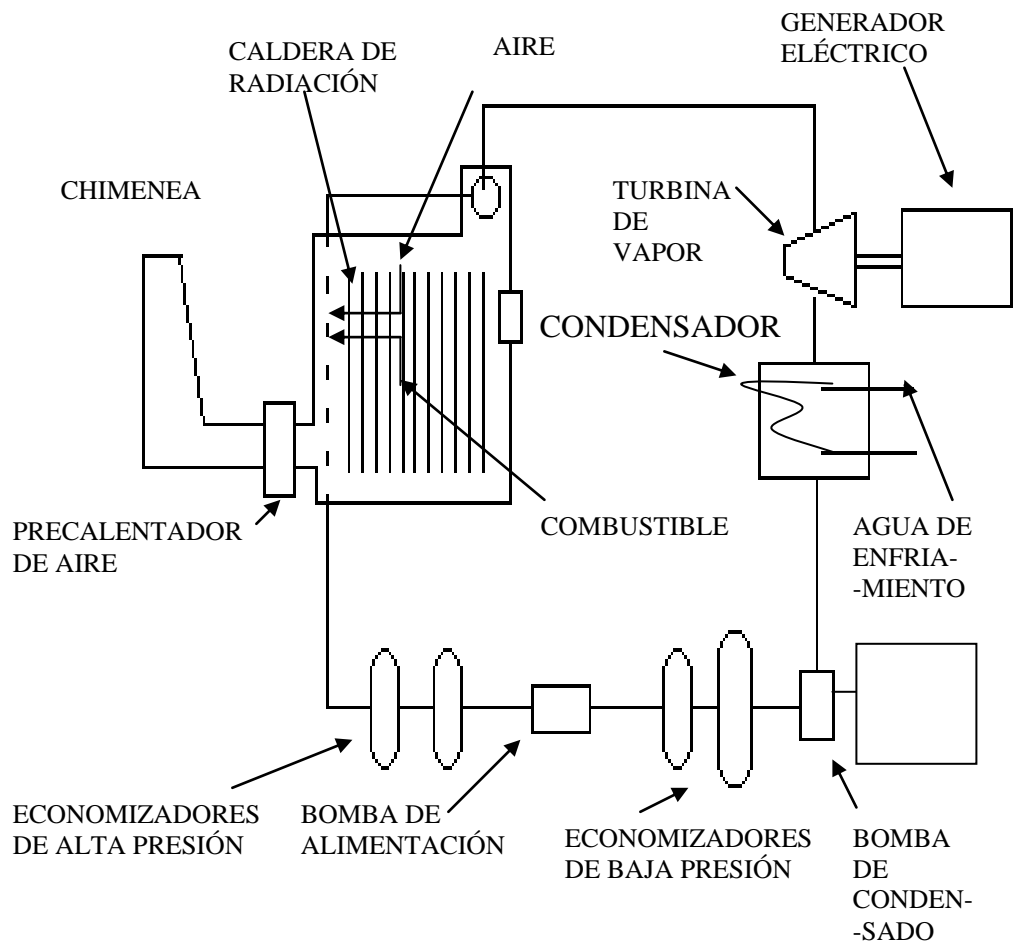 GENERADOR
ELÉCTRICO
CALDERA DE
RADIACIÓN
AIRE
CHIMENEA
TURBINA
DE
VAPOR
CONDENSADOR
PRECALENTADOR
DE AIRE
COMBUSTIBLE
AGUA DE
ENFRIA-
-MIENTO
ECONOMIZADORES
DE ALTA PRESIÓN
BOMBA DE
ALIMENTACIÓN
ECONOMIZADORES
DE BAJA PRESIÓN
BOMBA
DE
CONDEN-
-SADO